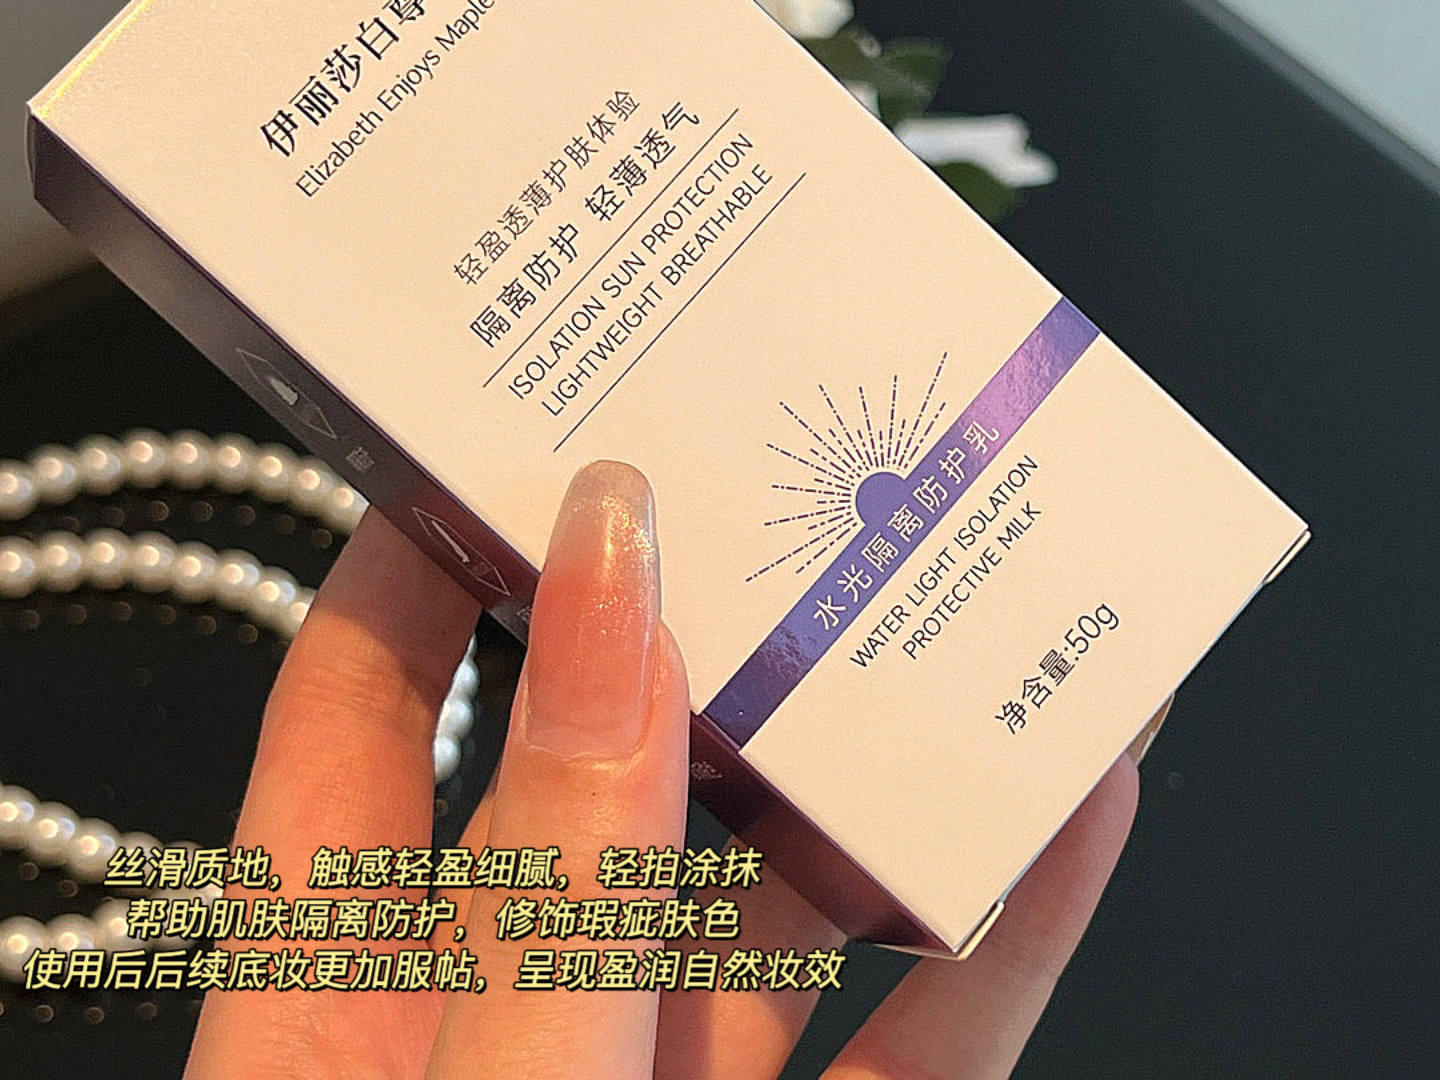 伊丽莎白尊
Elizabeth Enjoys Maple
轻盈透薄护肤体验
隔离防护 轻薄透气
ISOLATION SUN PROTECTION
LIGHTWEIGHT BREATHABLE
水光隔离防护乳
WATER LIGHT ISOLATION
PROTECTIVE MILK
净含量:50g
丝滑质地，触感轻盈细腻，轻拍涂抹
帮助肌肤隔离防护，修饰瑕疵肤色
使用后后续底妆更加服帖，呈现盈润自然妆效